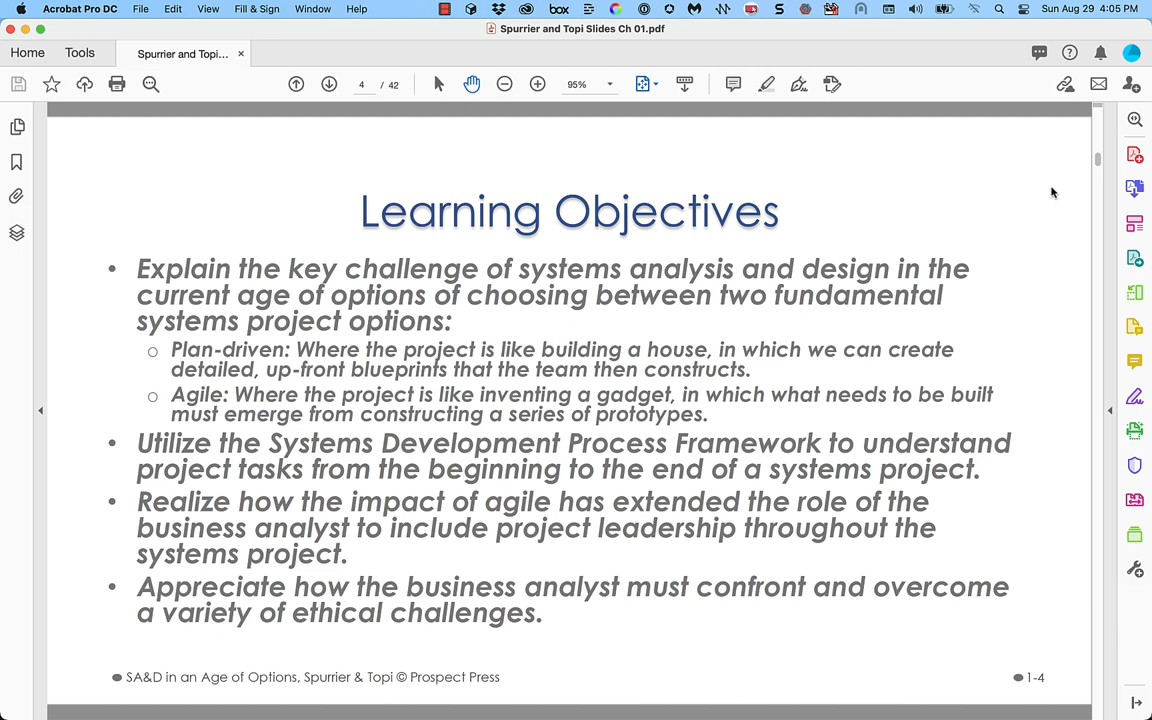 Acrobat Pro DC File Edit View Fill & Sign Window Help box Sun Aug 29 4:05 PM
Spurrier and Topi Slides Ch 01.pdf
Home Tools Spurrier and Topi... ×
4 / 42 95%
Learning Objectives
• Explain the key challenge of systems analysis and design in the
current age of options of choosing between two fundamental
systems project options:
o Plan-driven: Where the project is like building a house, in which we can create
detailed, up-front blueprints that the team then constructs.
o Agile: Where the project is like inventing a gadget, in which what needs to be built
must emerge from constructing a series of prototypes.
• Utilize the Systems Development Process Framework to understand
project tasks from the beginning to the end of a systems project.
• Realize how the impact of agile has extended the role of the
business analyst to include project leadership throughout the
systems project.
• Appreciate how the business analyst must confront and overcome
a variety of ethical challenges.
SA&D in an Age of Options, Spurrier & Topi © Prospect Press
1-4